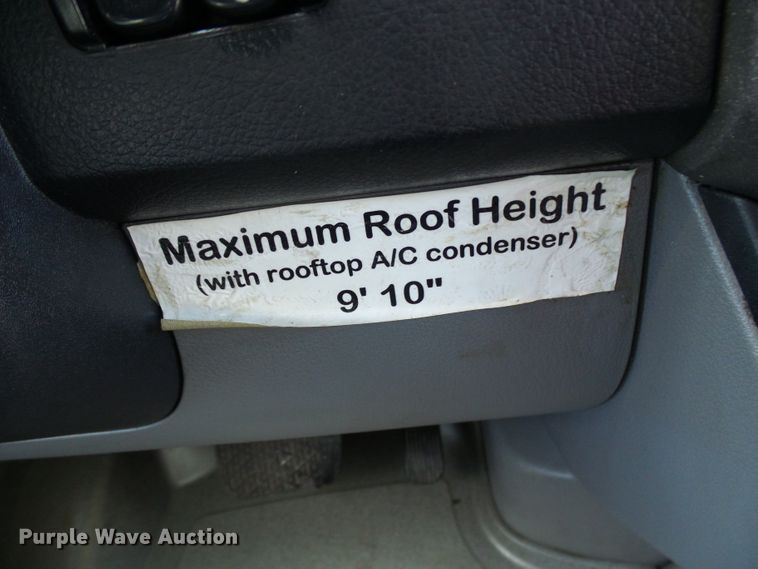 Maximum Roof Height
(with rooftop A/C condenser)
9' 10"
Purple Wave Auction